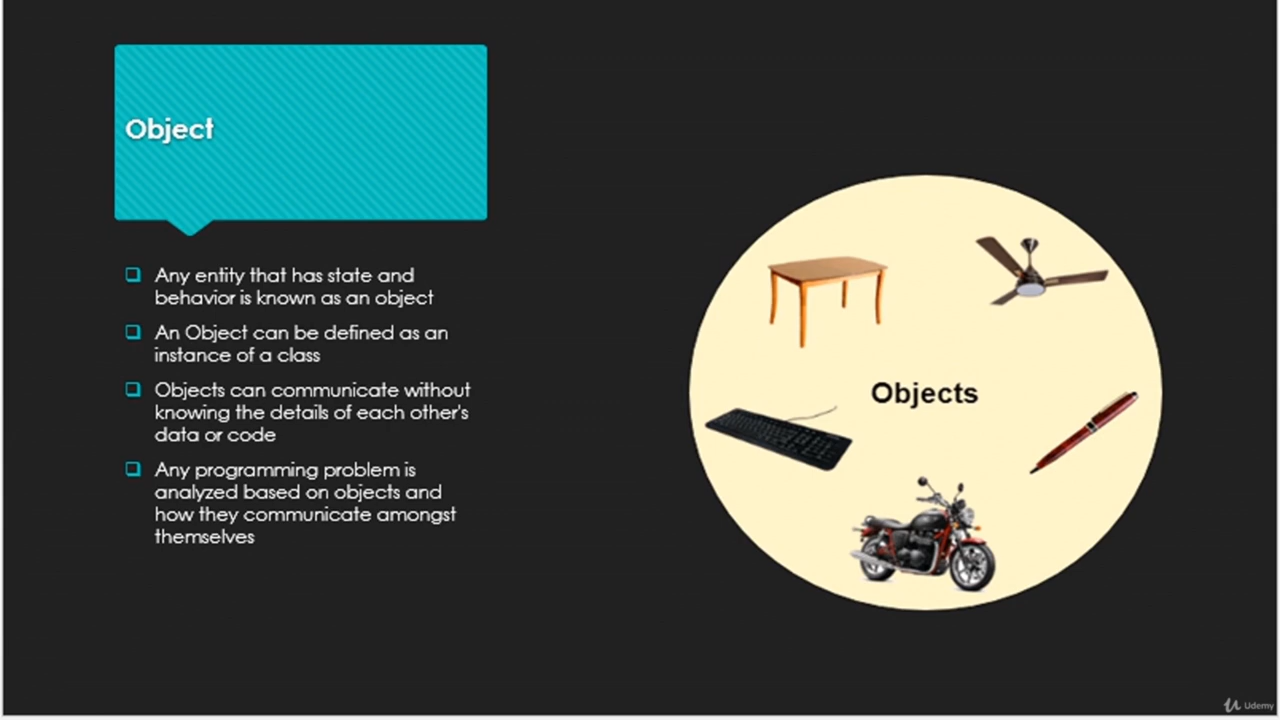 Object
Any entity that has state and
behavior is known as an object
An Object can be defined as an
instance of a class
Objects can communicate without
knowing the details of each other's
data or code
Any programming problem is
analyzed based on objects and
how they communicate amongst
themselves
Objects
Udemy